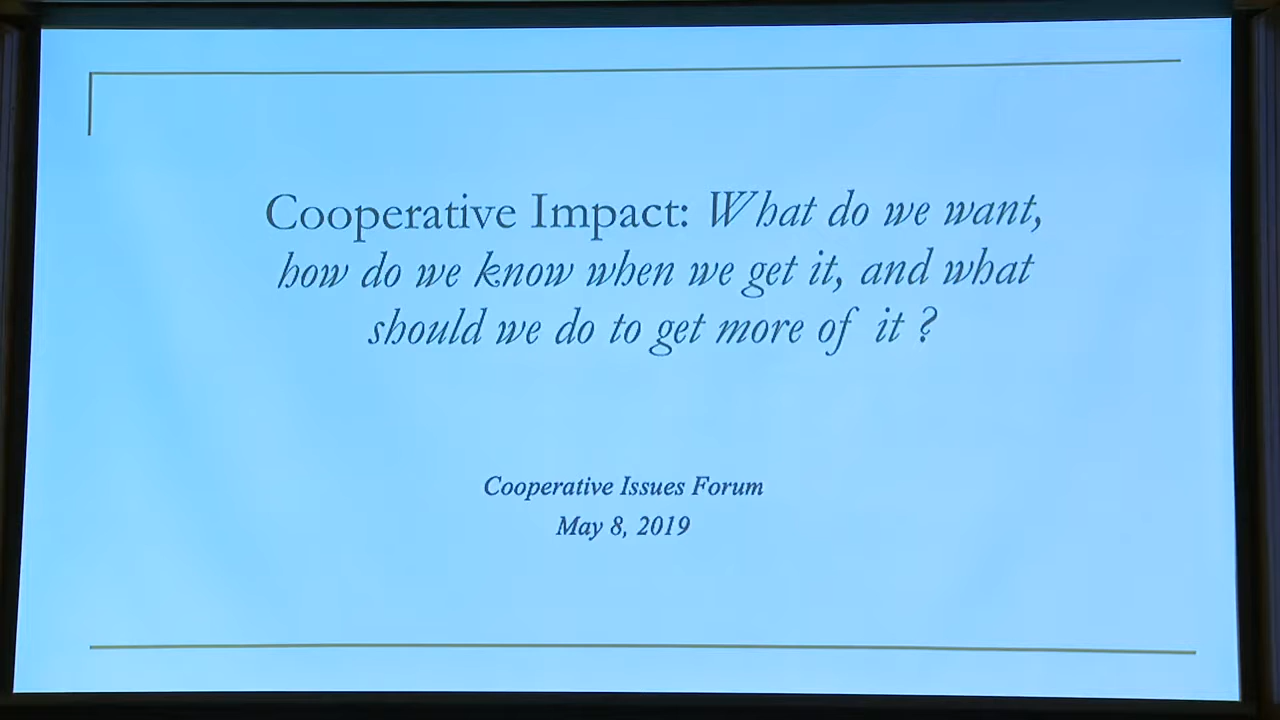 Cooperative Impact: What do we want,
how do we know when we get it, and what
should we do to get more of it ?
Cooperative Issues Forum
May 8, 2019